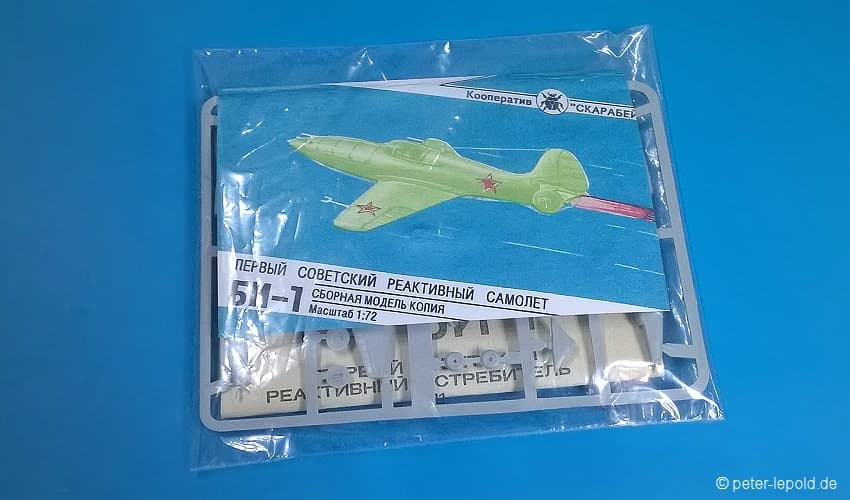 Кооператив "СКАРАБЕЙ
ПЕРВЫЙ СОВЕТСКИЙ РЕАКТИВНЫЙ САМОЛЕТ
БИ-1
СБОРНАЯ МОДЕЛЬ КОПИЯ
Масштаб 1:72
РЕАКТИВНЫЙ
© peter-lepold.de